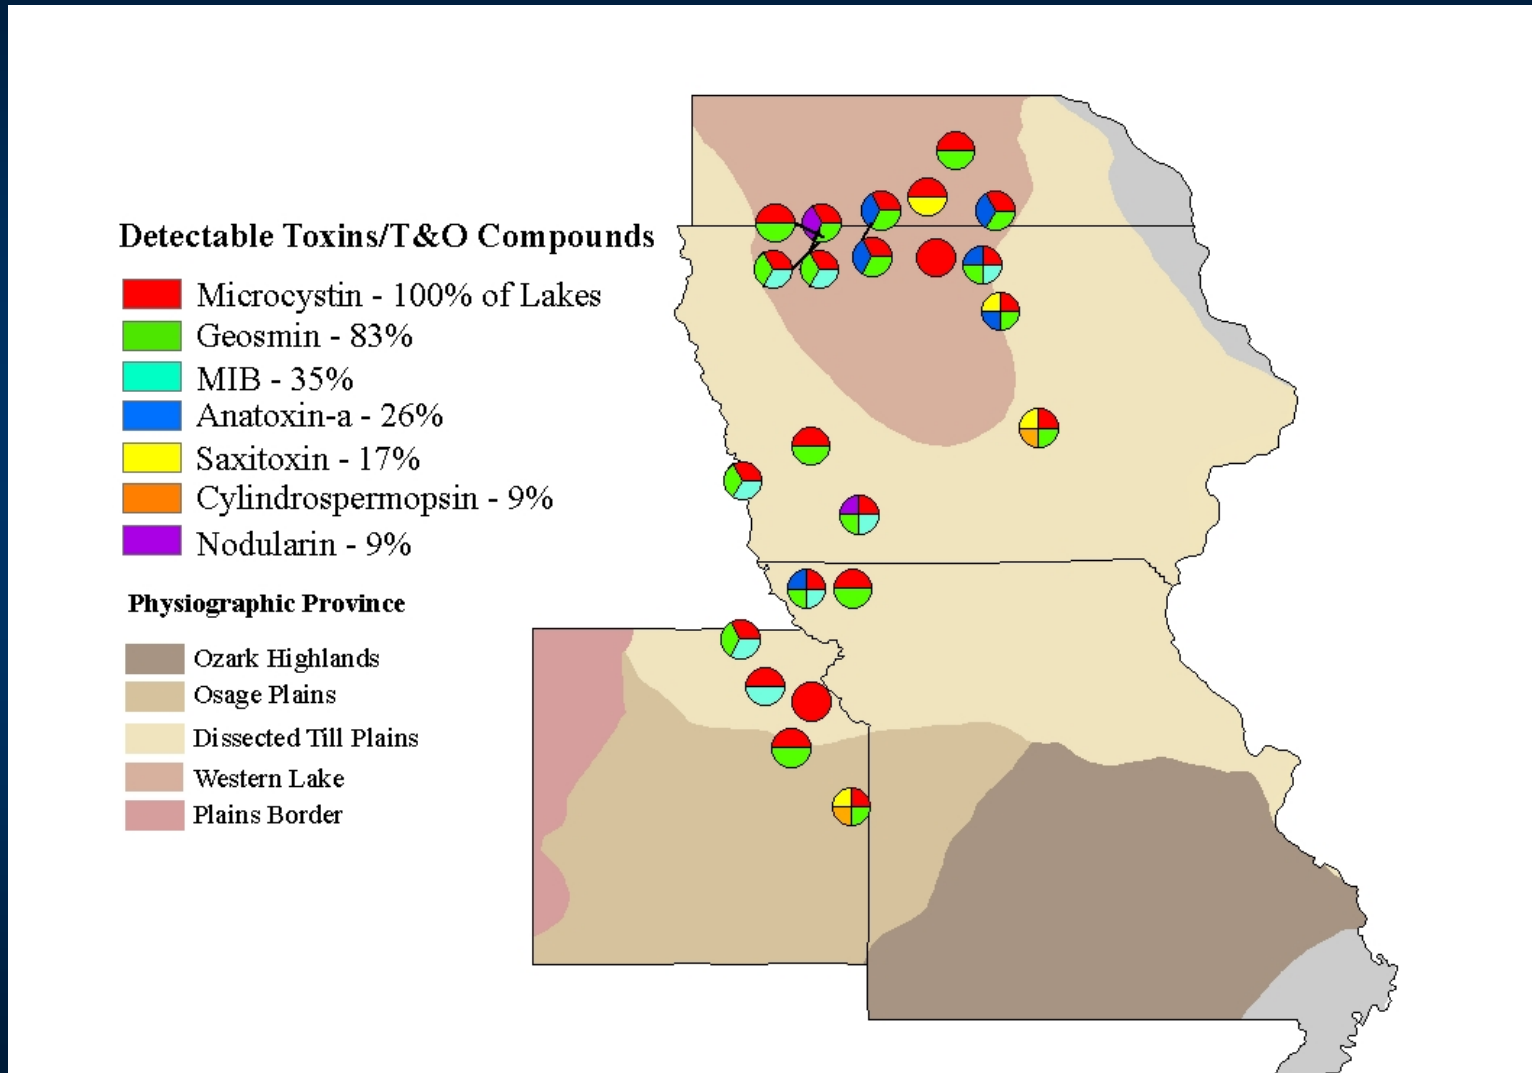 Detectable Toxins/T&O Compounds
Microcystin - 100% of Lakes
Geosmin - 83%
MIB - 35%
Anatoxin-a - 26%
Saxitoxin - 17%
Cylindrospermopsin - 9%
Nodularin - 9%
Physiographic Province
Ozark Highlands
Osage Plains
Dissected Till Plains
Western Lake
Plains Border